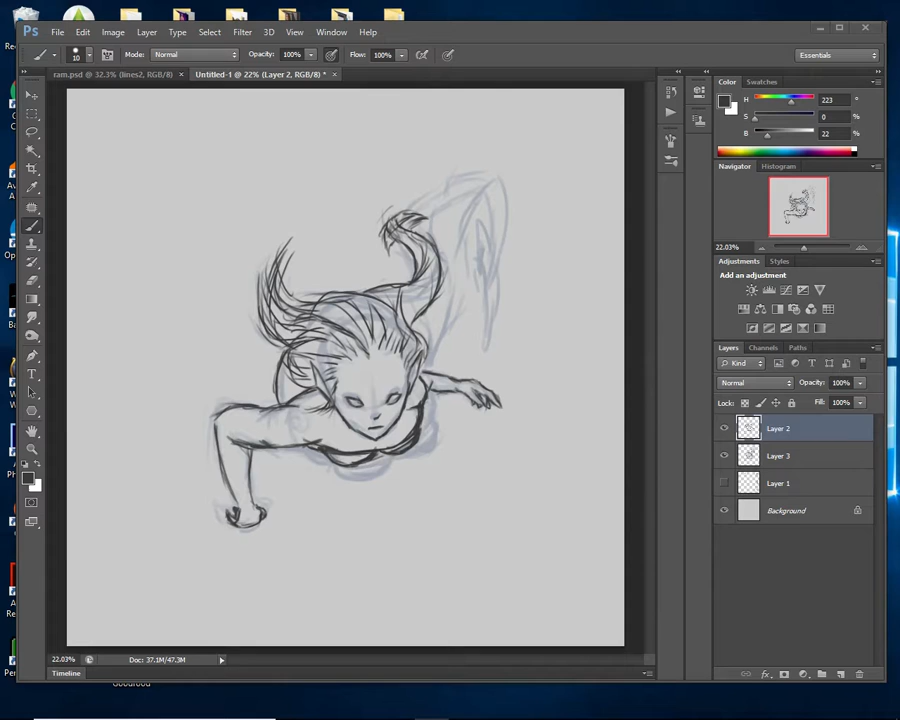 Ps File Edit Image Layer Type Select Filter 3D View Window Help
10 Mode: Normal Opacity: 100% Flow: 100% Essentials
ram.psd @ 32.3% (lines2, RGB/8) * × Untitled-1 @ 22% (Layer 2, RGB/8) * ×
Color Swatches
H 223 °
S 0 %
B 22 %
Navigator Histogram
22.03%
Adjustments Styles
Add an adjustment
Layers Channels Paths
Kind
Normal Opacity: 100%
Lock: Fill: 100%
Layer 2
Layer 3
Layer 1
Background
22.03% Doc: 37.1M/47.3M
Timeline